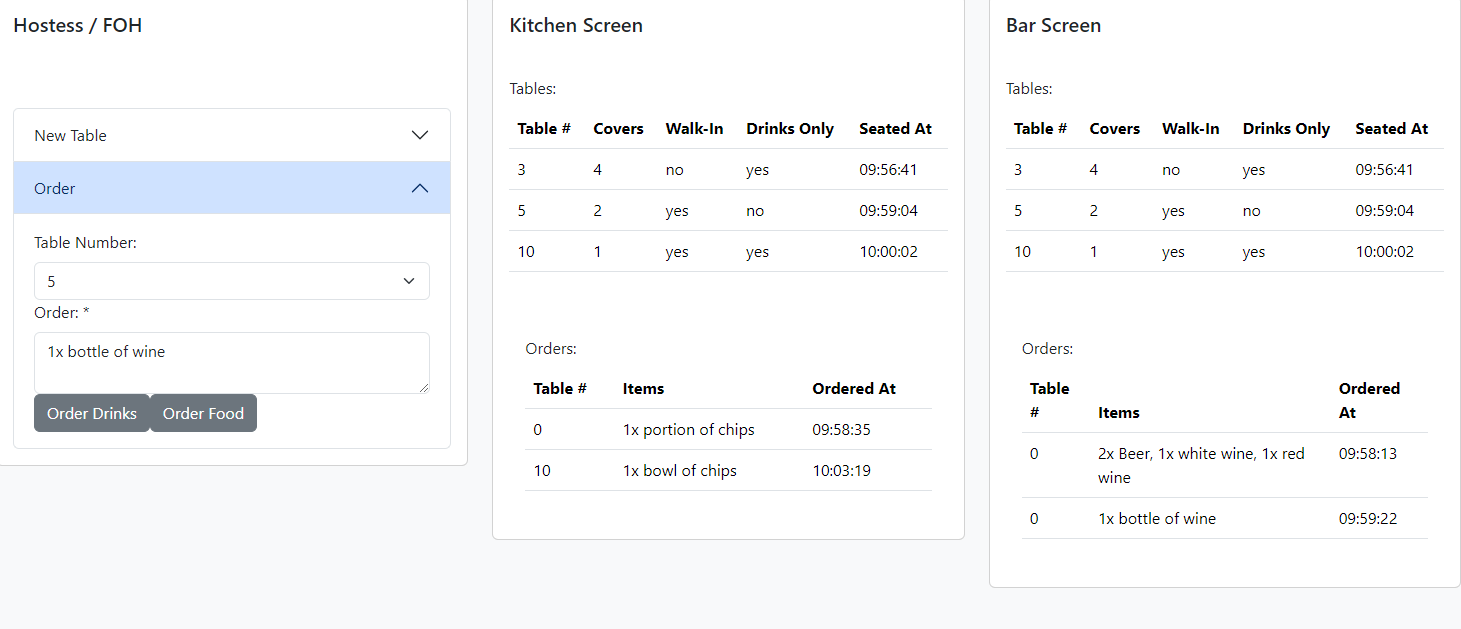 Hostess / FOH
New Table
Order
Table Number:
5
Order: *
1x bottle of wine
Order Drinks Order Food
Kitchen Screen
Tables:
Table # Covers Walk-In Drinks Only Seated At
3 4 no yes 09:56:41
5 2 yes no 09:59:04
10 1 yes yes 10:00:02
Orders:
Table # Items Ordered At
0 1x portion of chips 09:58:35
10 1x bowl of chips 10:03:19
Bar Screen
Tables:
Table # Covers Walk-In Drinks Only Seated At
3 4 no yes 09:56:41
5 2 yes no 09:59:04
10 1 yes yes 10:00:02
Orders:
Table Ordered
# Items At
0 2x Beer, 1x white wine, 1x red 09:58:13
wine
0 1x bottle of wine 09:59:22